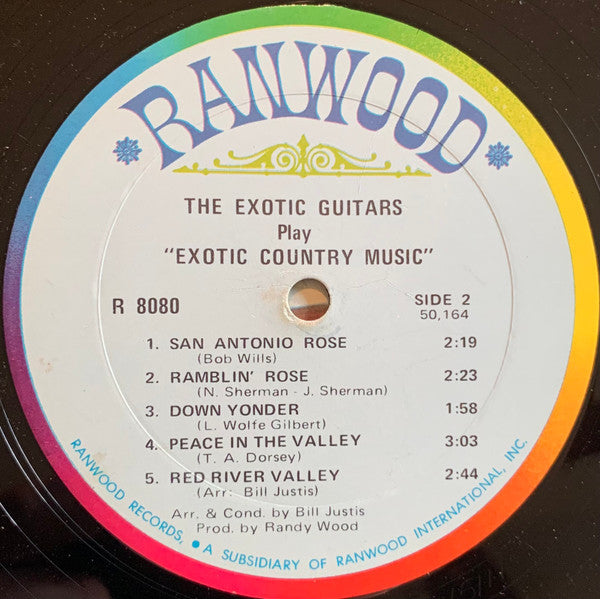 RANWOOD
THE EXOTIC GUITARS
Play
"EXOTIC COUNTRY MUSIC"
R 8080
SIDE 2
50,164
1. SAN ANTONIO ROSE 2:19
(Bob Wills)
2. RAMBLIN' ROSE 2:23
(N. Sherman - J. Sherman)
3. DOWN YONDER 1:58
(L. Wolfe Gilbert)
4. PEACE IN THE VALLEY 3:03
(T. A. Dorsey)
5. RED RIVER VALLEY 2:44
(Arr. Bill Justis)
Arr. & Cond. by Bill Justis
Prod. by Randy Wood
RANWOOD RECORDS, • A SUBSIDIARY OF RANWOOD INTERNATIONAL, INC.